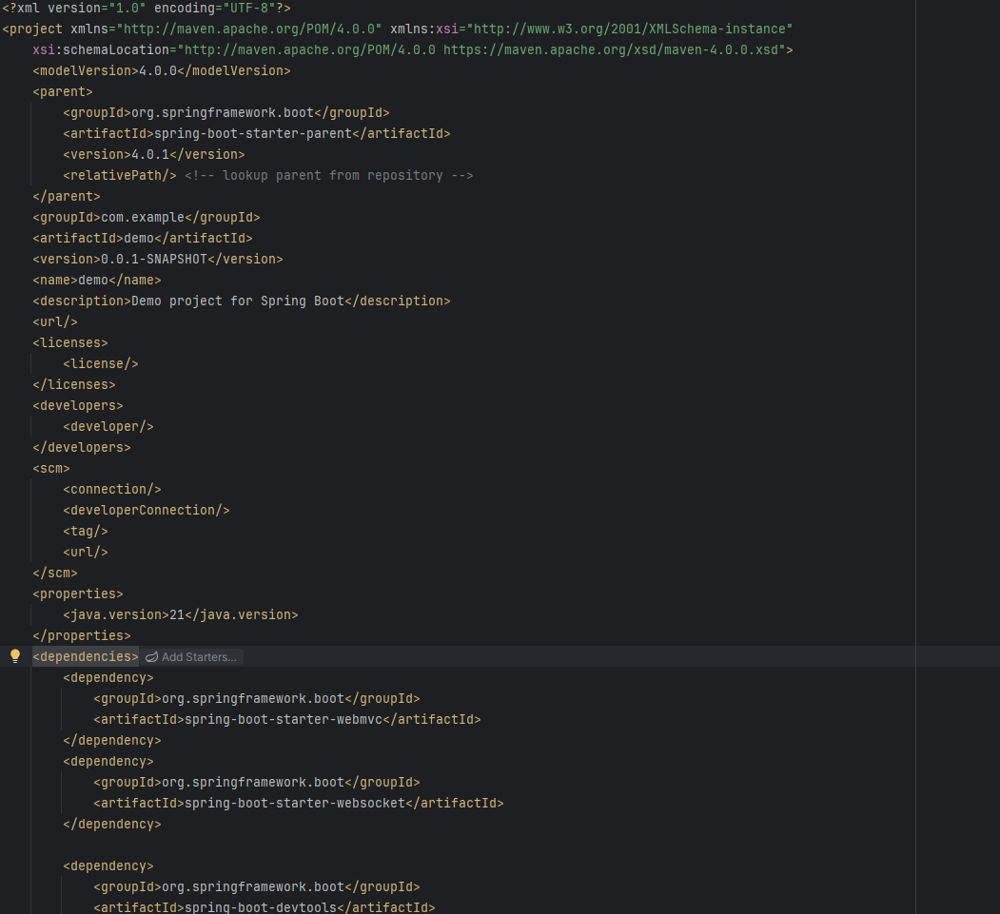 <?xml version="1.0" encoding="UTF-8"?>
<project xmlns="http://maven.apache.org/POM/4.0.0" xmlns:xsi="http://www.w3.org/2001/XMLSchema-instance"
    xsi:schemaLocation="http://maven.apache.org/POM/4.0.0 https://maven.apache.org/xsd/maven-4.0.0.xsd">
    <modelVersion>4.0.0</modelVersion>
    <parent>
        <groupId>org.springframework.boot</groupId>
        <artifactId>spring-boot-starter-parent</artifactId>
        <version>4.0.1</version>
        <relativePath/> <!-- lookup parent from repository -->
    </parent>
    <groupId>com.example</groupId>
    <artifactId>demo</artifactId>
    <version>0.0.1-SNAPSHOT</version>
    <name>demo</name>
    <description>Demo project for Spring Boot</description>
    <url/>
    <licenses>
        <license/>
    </licenses>
    <developers>
        <developer/>
    </developers>
    <scm>
        <connection/>
        <developerConnection/>
        <tag/>
        <url/>
    </scm>
    <properties>
        <java.version>21</java.version>
    </properties>
    <dependencies> Add Starters...
        <dependency>
            <groupId>org.springframework.boot</groupId>
            <artifactId>spring-boot-starter-webmvc</artifactId>
        </dependency>
        <dependency>
            <groupId>org.springframework.boot</groupId>
            <artifactId>spring-boot-starter-websocket</artifactId>
        </dependency>

        <dependency>
            <groupId>org.springframework.boot</groupId>
            <artifactId>spring-boot-devtools</artifactId>